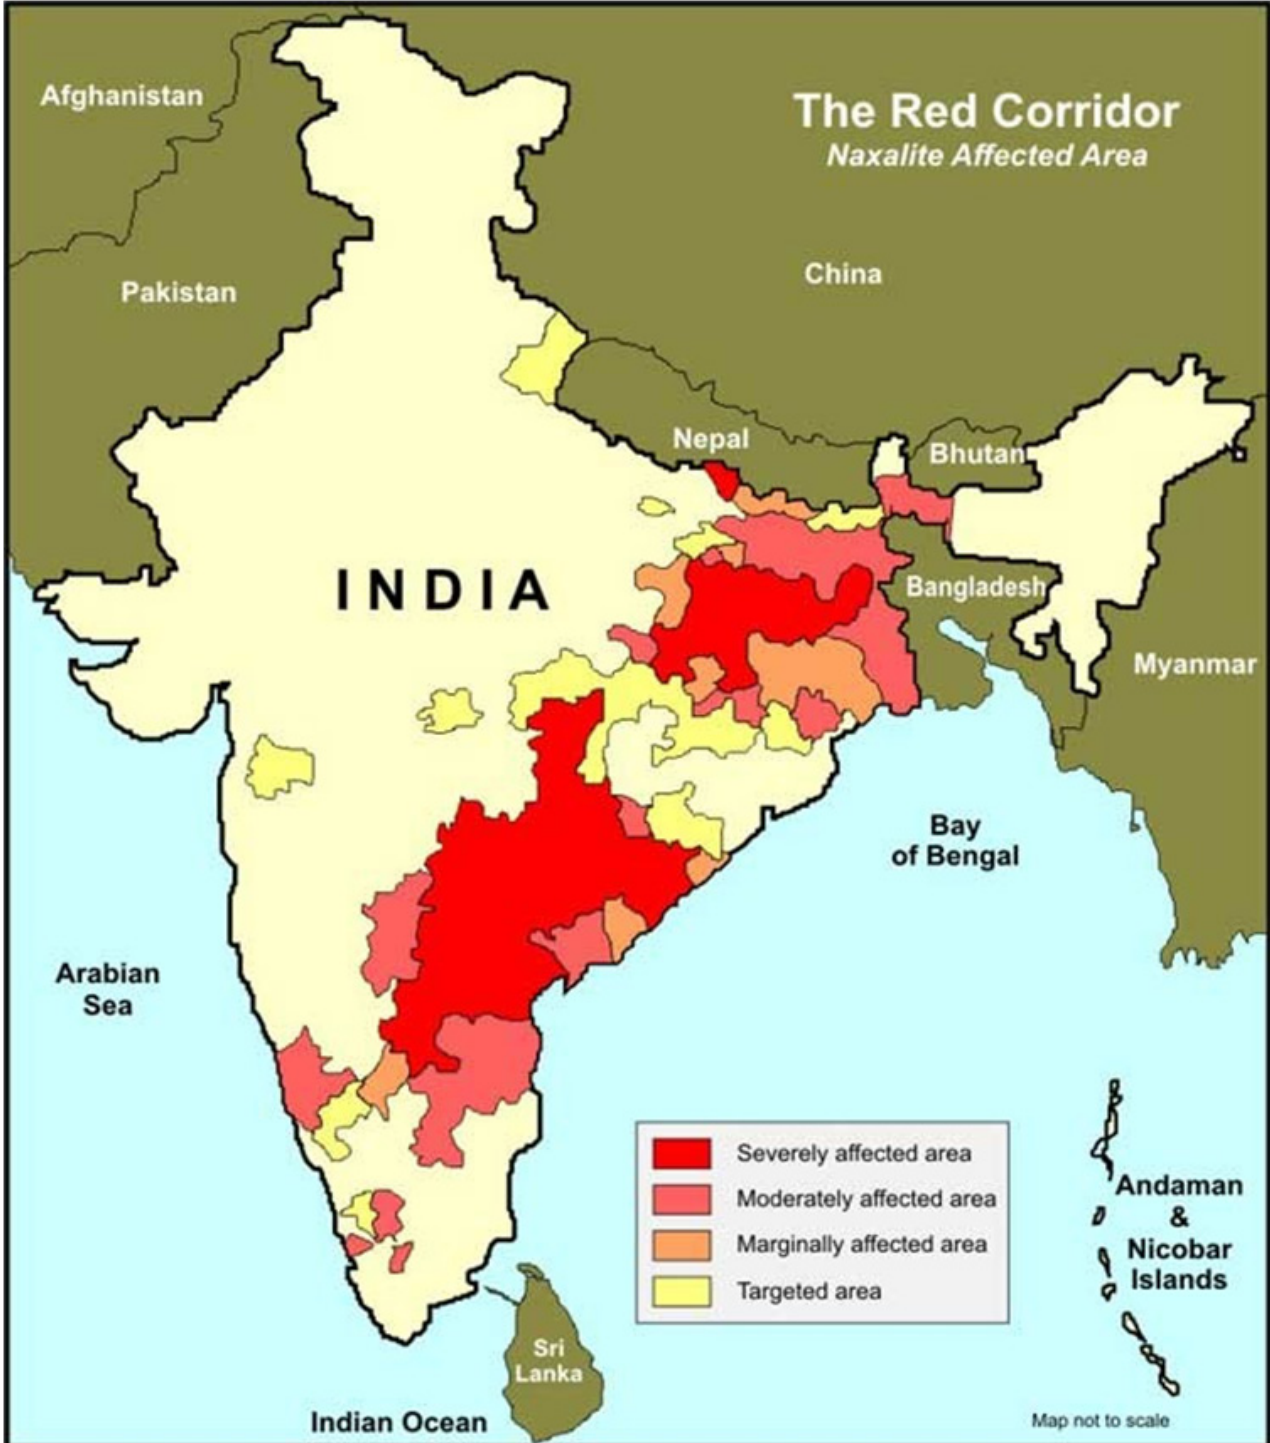 The Red Corridor
Naxalite Affected Area
Afghanistan
Pakistan
China
Nepal
Bhutan
INDIA
Bangladesh
Myanmar
Bay
of Bengal
Arabian
Sea
Severely affected area
Moderately affected area
Marginally affected area
Targeted area
Andaman
&
Nicobar
Islands
Sri
Lanka
Indian Ocean
Map not to scale